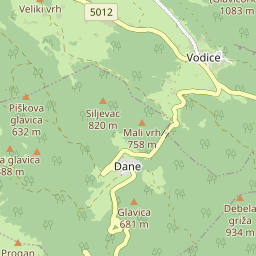 Veliki vrh
5012
1083 m
Vodice
Piškova
glavica
632 m
Siljevac
820 m
Mali vrh
758 m
glavica
88 m
Dane
Glavica
681 m
Debela
griža
934 m
Progan